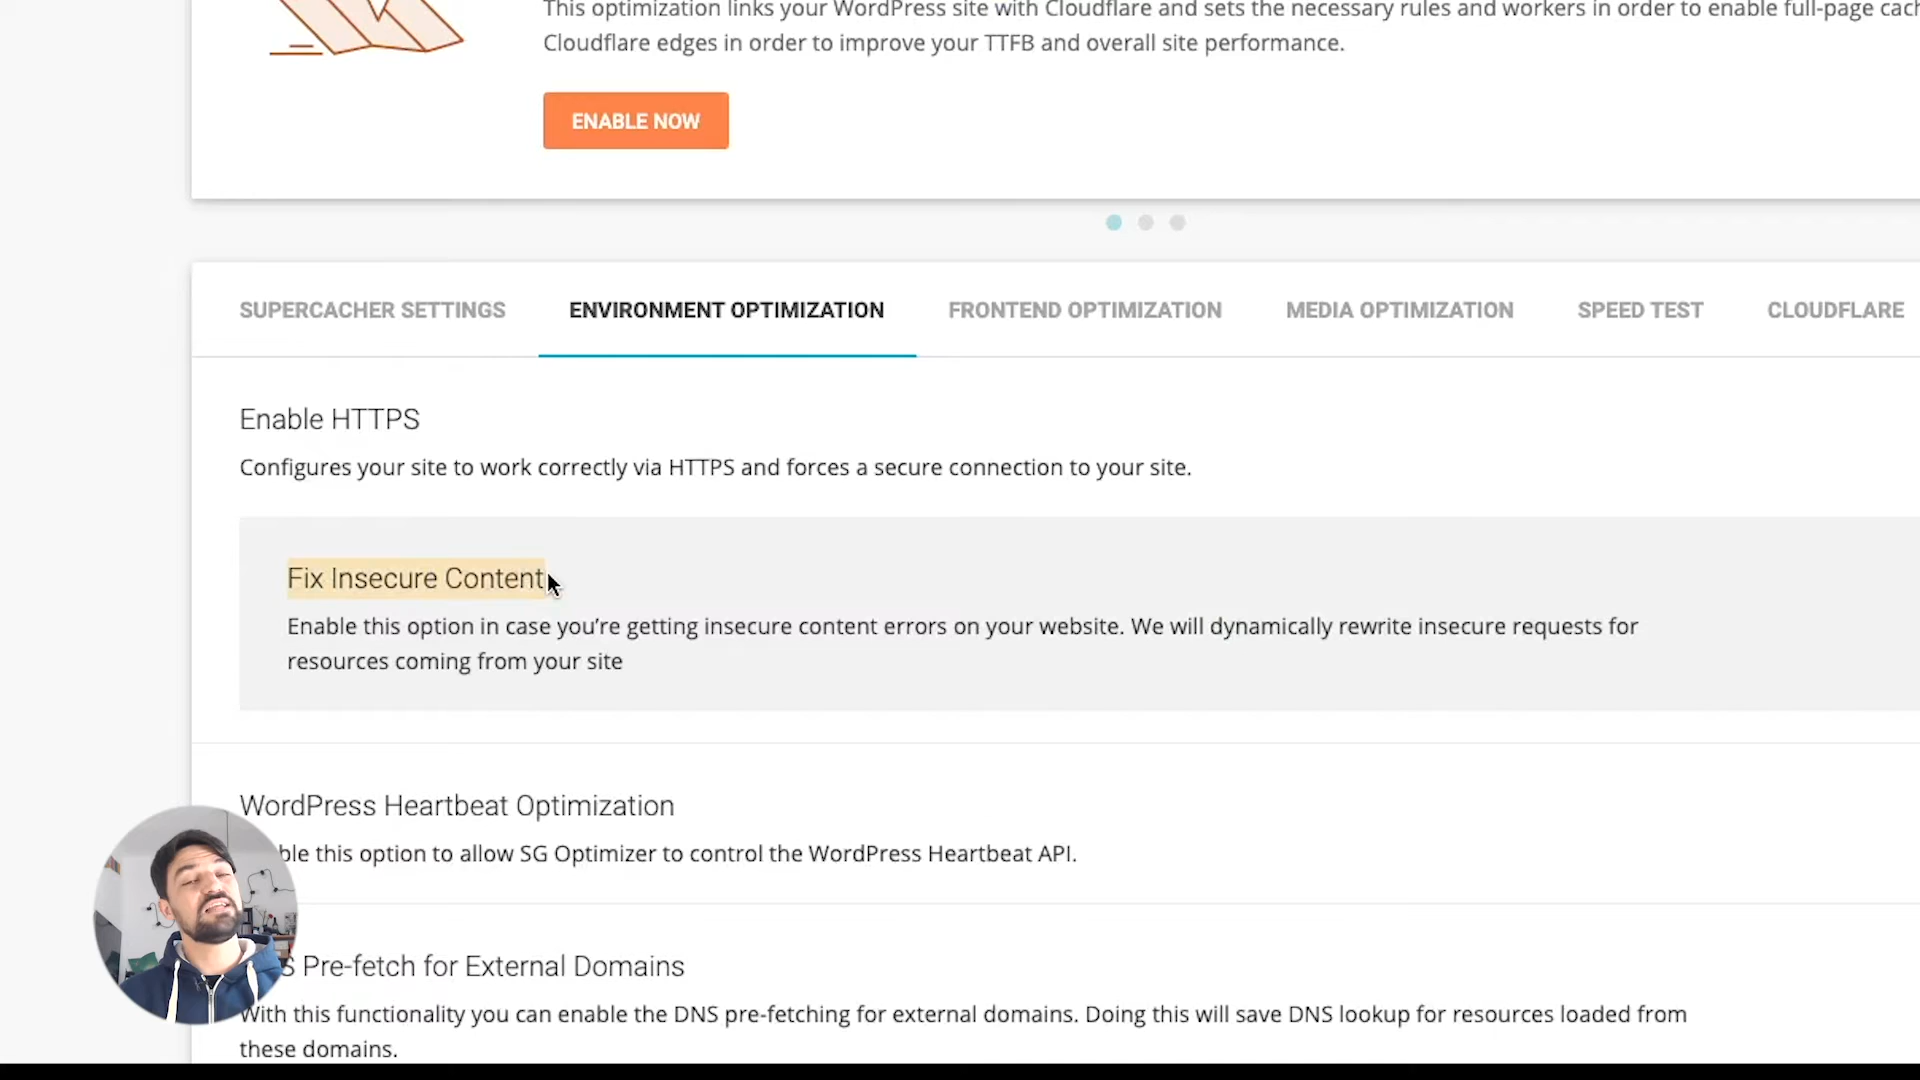 This optimization links your WordPress site with Cloudflare and sets the necessary rules and workers in order to enable full-page
Cloudflare edges in order to improve your TTFB and overall site performance.
ENABLE NOW
SUPERCACHER SETTINGS ENVIRONMENT OPTIMIZATION FRONTEND OPTIMIZATION MEDIA OPTIMIZATION SPEED TEST CLOUDFLARE
Enable HTTPS
Configures your site to work correctly via HTTPS and forces a secure connection to your site.
Fix Insecure Content
Enable this option in case you’re getting insecure content errors on your website. We will dynamically rewrite insecure requests for
resources coming from your site
WordPress Heartbeat Optimization
this option to allow SG Optimizer to control the WordPress Heartbeat API.
Pre-fetch for External Domains
With this functionality you can enable the DNS pre-fetching for external domains. Doing this will save DNS lookup for resources loaded from
these domains.